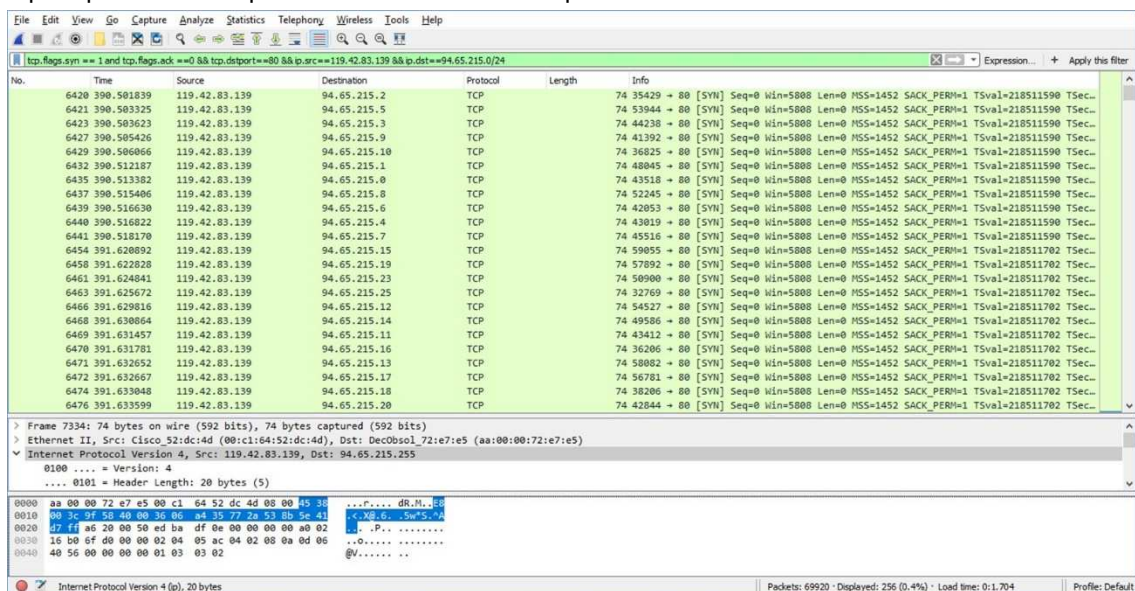 File Edit View Go Capture Analyze Statistics Telephony Wireless Tools Help
tcp.flags.syn == 1 and tcp.flags.ack ==0 && tcp.dstport==80 && ip.src==119.42.83.139 && ip.dst==94.65.215.0/24 Expression... + Apply this filter
No. Time Source Destination Protocol Length Info
6420 390.501839 119.42.83.139 94.65.215.2 TCP 74 35429 → 80 [SYN] Seq=0 Win=5808 Len=0 MSS=1452 SACK_PERM=1 TSval=218511590 TSec…
6421 390.503325 119.42.83.139 94.65.215.5 TCP 74 53944 → 80 [SYN] Seq=0 Win=5808 Len=0 MSS=1452 SACK_PERM=1 TSval=218511590 TSec…
6423 390.503623 119.42.83.139 94.65.215.3 TCP 74 44238 → 80 [SYN] Seq=0 Win=5808 Len=0 MSS=1452 SACK_PERM=1 TSval=218511590 TSec…
6427 390.505426 119.42.83.139 94.65.215.9 TCP 74 41392 → 80 [SYN] Seq=0 Win=5808 Len=0 MSS=1452 SACK_PERM=1 TSval=218511590 TSec…
6429 390.506066 119.42.83.139 94.65.215.10 TCP 74 36825 → 80 [SYN] Seq=0 Win=5808 Len=0 MSS=1452 SACK_PERM=1 TSval=218511590 TSec…
6432 390.512187 119.42.83.139 94.65.215.1 TCP 74 48045 → 80 [SYN] Seq=0 Win=5808 Len=0 MSS=1452 SACK_PERM=1 TSval=218511590 TSec…
6435 390.513382 119.42.83.139 94.65.215.0 TCP 74 43518 → 80 [SYN] Seq=0 Win=5808 Len=0 MSS=1452 SACK_PERM=1 TSval=218511590 TSec…
6437 390.515406 119.42.83.139 94.65.215.8 TCP 74 52245 → 80 [SYN] Seq=0 Win=5808 Len=0 MSS=1452 SACK_PERM=1 TSval=218511590 TSec…
6439 390.516630 119.42.83.139 94.65.215.6 TCP 74 42053 → 80 [SYN] Seq=0 Win=5808 Len=0 MSS=1452 SACK_PERM=1 TSval=218511590 TSec…
6440 390.516822 119.42.83.139 94.65.215.4 TCP 74 43019 → 80 [SYN] Seq=0 Win=5808 Len=0 MSS=1452 SACK_PERM=1 TSval=218511590 TSec…
6441 390.518170 119.42.83.139 94.65.215.7 TCP 74 45516 → 80 [SYN] Seq=0 Win=5808 Len=0 MSS=1452 SACK_PERM=1 TSval=218511590 TSec…
6454 391.620892 119.42.83.139 94.65.215.15 TCP 74 59055 → 80 [SYN] Seq=0 Win=5808 Len=0 MSS=1452 SACK_PERM=1 TSval=218511702 TSec…
6458 391.622828 119.42.83.139 94.65.215.19 TCP 74 57892 → 80 [SYN] Seq=0 Win=5808 Len=0 MSS=1452 SACK_PERM=1 TSval=218511702 TSec…
6461 391.624841 119.42.83.139 94.65.215.23 TCP 74 50900 → 80 [SYN] Seq=0 Win=5808 Len=0 MSS=1452 SACK_PERM=1 TSval=218511702 TSec…
6463 391.625672 119.42.83.139 94.65.215.25 TCP 74 32769 → 80 [SYN] Seq=0 Win=5808 Len=0 MSS=1452 SACK_PERM=1 TSval=218511702 TSec…
6466 391.629816 119.42.83.139 94.65.215.12 TCP 74 54527 → 80 [SYN] Seq=0 Win=5808 Len=0 MSS=1452 SACK_PERM=1 TSval=218511702 TSec…
6468 391.630864 119.42.83.139 94.65.215.14 TCP 74 49586 → 80 [SYN] Seq=0 Win=5808 Len=0 MSS=1452 SACK_PERM=1 TSval=218511702 TSec…
6469 391.631457 119.42.83.139 94.65.215.11 TCP 74 43412 → 80 [SYN] Seq=0 Win=5808 Len=0 MSS=1452 SACK_PERM=1 TSval=218511702 TSec…
6470 391.631781 119.42.83.139 94.65.215.16 TCP 74 36206 → 80 [SYN] Seq=0 Win=5808 Len=0 MSS=1452 SACK_PERM=1 TSval=218511702 TSec…
6471 391.632652 119.42.83.139 94.65.215.13 TCP 74 58082 → 80 [SYN] Seq=0 Win=5808 Len=0 MSS=1452 SACK_PERM=1 TSval=218511702 TSec…
6472 391.632667 119.42.83.139 94.65.215.17 TCP 74 56781 → 80 [SYN] Seq=0 Win=5808 Len=0 MSS=1452 SACK_PERM=1 TSval=218511702 TSec…
6474 391.633048 119.42.83.139 94.65.215.18 TCP 74 38206 → 80 [SYN] Seq=0 Win=5808 Len=0 MSS=1452 SACK_PERM=1 TSval=218511702 TSec…
6476 391.633599 119.42.83.139 94.65.215.20 TCP 74 42844 → 80 [SYN] Seq=0 Win=5808 Len=0 MSS=1452 SACK_PERM=1 TSval=218511702 TSec…
Frame 7334: 74 bytes on wire (592 bits), 74 bytes captured (592 bits)
Ethernet II, Src: Cisco_52:dc:4d (00:c1:64:52:dc:4d), Dst: DecObsol_72:e7:e5 (aa:00:00:72:e7:e5)
Internet Protocol Version 4, Src: 119.42.83.139, Dst: 94.65.215.255
0100 .... = Version: 4
.... 0101 = Header Length: 20 bytes (5)
0000 aa 00 00 72 e7 e5 00 c1 64 52 dc 4d 08 00 45 38 ...r.... dR.M..E8
0010 00 3c 9f 58 40 00 36 06 a4 35 77 2a 53 8b 5e 41 .<.X@.6. .5w*S.^A
0020 d7 ff a6 20 00 50 ed ba df 0e 00 00 00 00 a0 02 ... .P.. ........
0030 16 b0 6f d0 00 00 02 04 05 ac 04 02 08 0a 0d 06 ..o..... ........
0040 40 56 00 00 00 00 01 03 03 02 @V...... ..
Internet Protocol Version 4 (ip), 20 bytes Packets: 69920 · Displayed: 256 (0.4%) · Load time: 0:1.704 Profile: Default